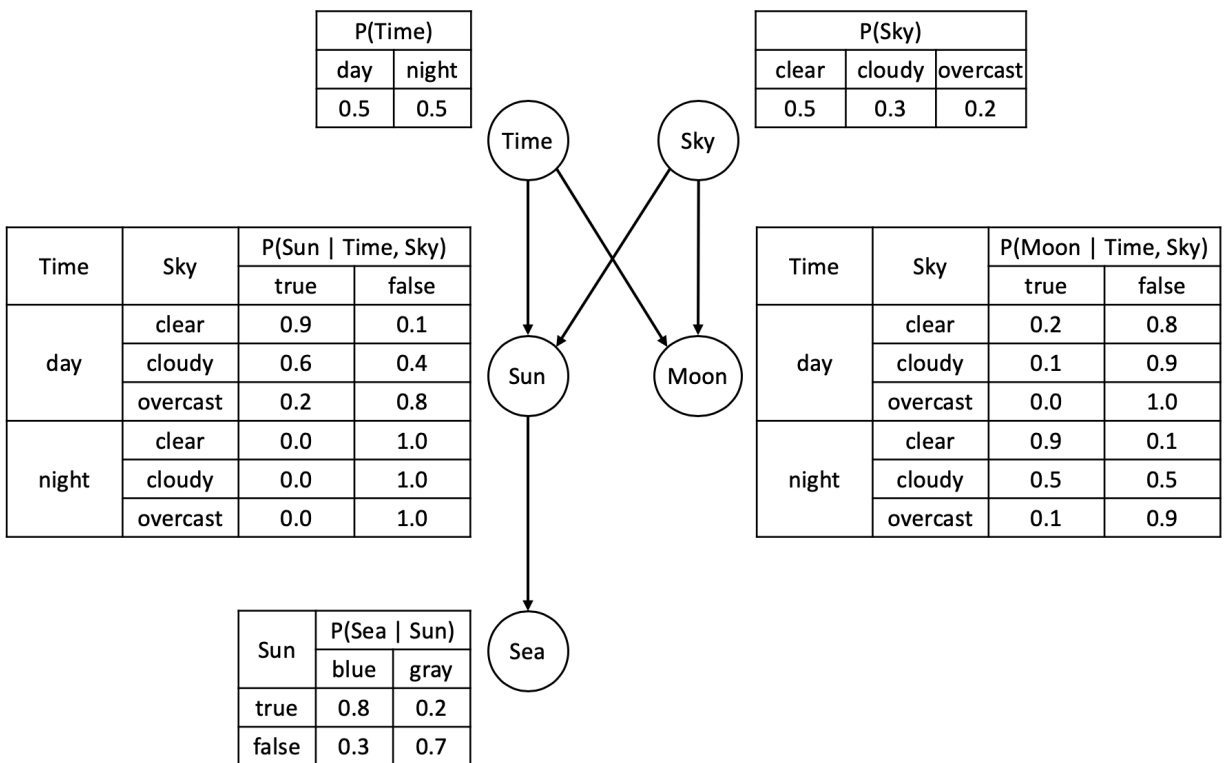 P(Time)
day night
0.5 0.5
P(Sky)
clear cloudy overcast
0.5 0.3 0.2
Time
Sky
Time Sky P(Sun | Time, Sky)
true false
day clear 0.9 0.1
cloudy 0.6 0.4
overcast 0.2 0.8
night clear 0.0 1.0
cloudy 0.0 1.0
overcast 0.0 1.0
Sun
Moon
Time Sky P(Moon | Time, Sky)
true false
day clear 0.2 0.8
cloudy 0.1 0.9
overcast 0.0 1.0
night clear 0.9 0.1
cloudy 0.5 0.5
overcast 0.1 0.9
Sun P(Sea | Sun)
blue gray
true 0.8 0.2
false 0.3 0.7
Sea